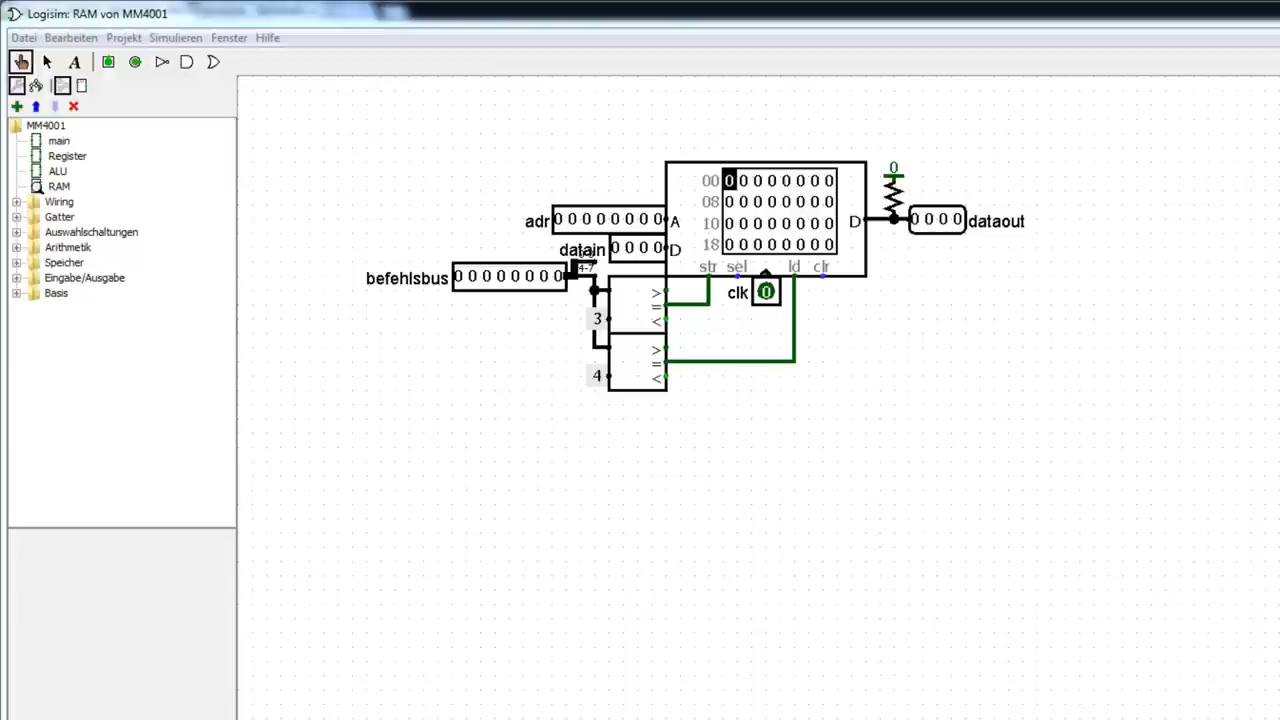 Logisim: RAM von MM4001
Datei Bearbeiten Projekt Simulieren Fenster Hilfe
A
MM4001
main
Register
ALU
RAM
Wiring
Gatter
Auswahlschaltungen
Arithmetik
Speicher
Eingabe/Ausgabe
Basis
0
00 0 0 0 0 0 0 0 0
08 0 0 0 0 0 0 0 0
adr 0 0 0 0 0 0 0 0 A
10 0 0 0 0 0 0 0 0
D 0 0 0 0 dataout
18 0 0 0 0 0 0 0 0
datain 0 0 0 0 D
4-7
str sel ld clr
befehlsbus 0 0 0 0 0 0 0 0
clk 0
>
=
3 <
>
=
4 <